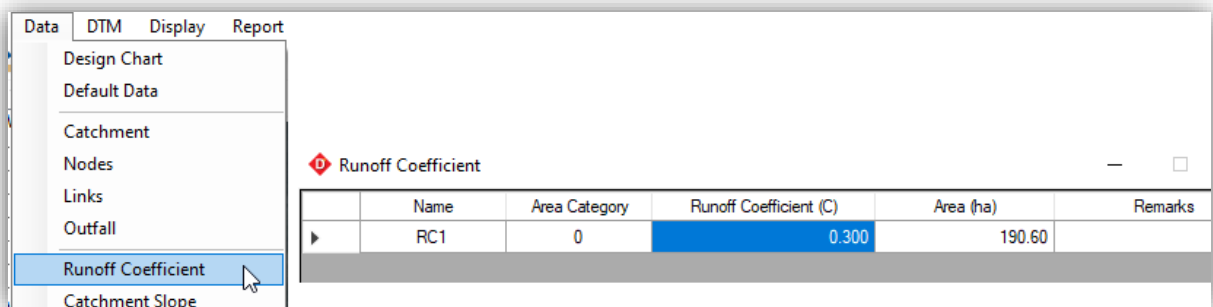 Data DTM Display Report
Design Chart
Default Data
Catchment
Nodes
Links
Outfall
Runoff Coefficient
Catchment Slope
D Runoff Coefficient
Name Area Category Runoff Coefficient (C) Area (ha) Remarks
RC1 0 0.300 190.60